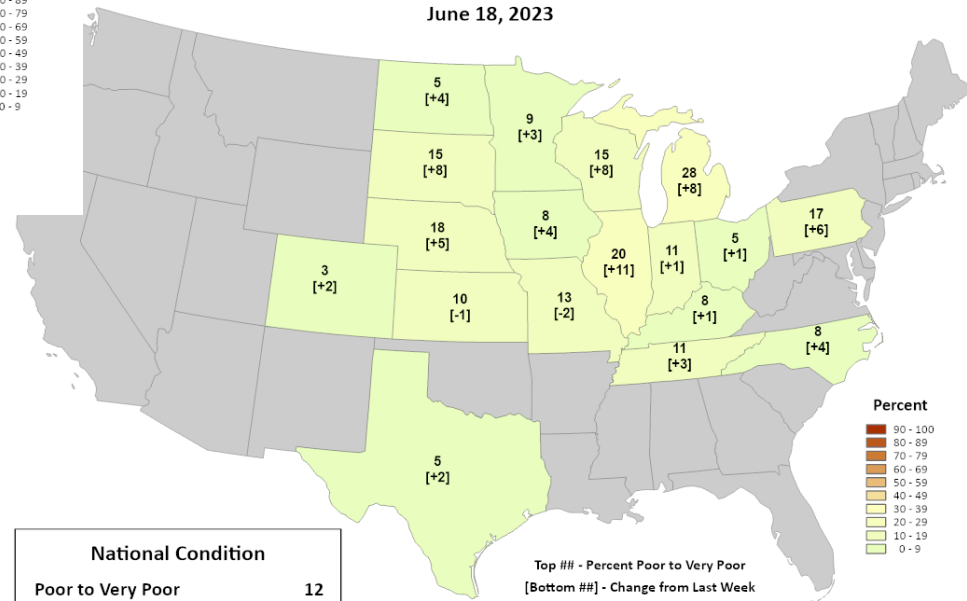 0 - 79
0 - 69
0 - 59
0 - 49
0 - 39
0 - 29
0 - 19
0 - 9
June 18, 2023
5
[+4]
9
[+3]
15
[+8]
15
[+8]
28
[+8]
18
[+5]
8
[+4]
17
[+6]
20
[+11]
11
[+1]
5
[+1]
3
[+2]
10
[-1]
13
[-2]
8
[+1]
11
[+3]
8
[+4]
5
[+2]
Percent
90 - 100
80 - 89
70 - 79
60 - 69
50 - 59
40 - 49
30 - 39
20 - 29
10 - 19
0 - 9
National Condition
Poor to Very Poor 12
Top ## - Percent Poor to Very Poor
[Bottom ##] - Change from Last Week